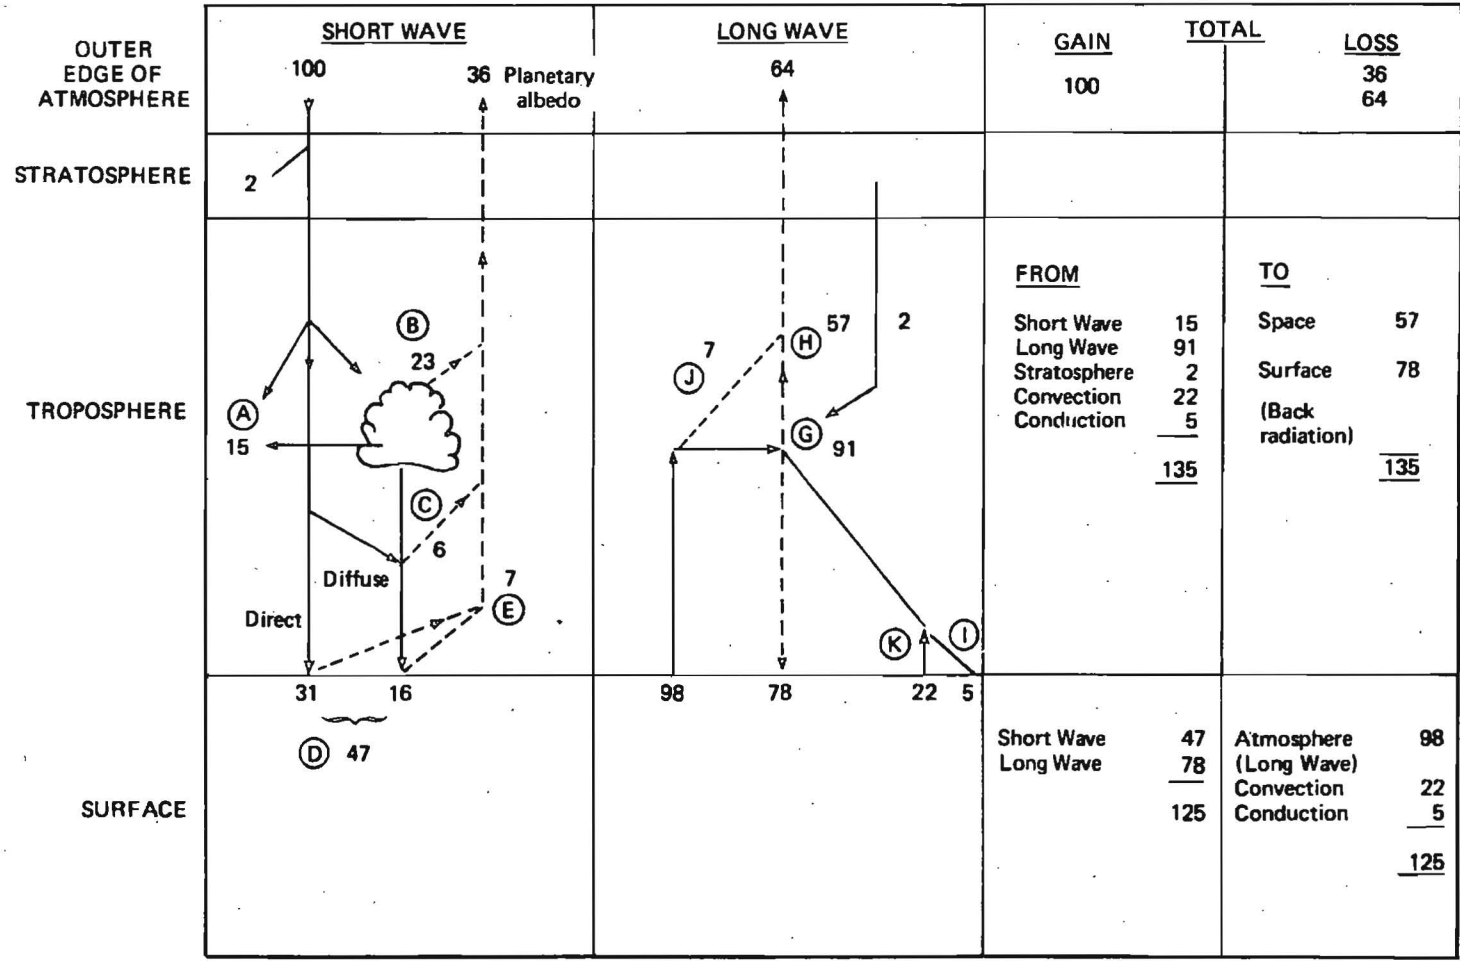 SHORT WAVE
LONG WAVE
TOTAL
GAIN
LOSS
OUTER
EDGE OF
ATMOSPHERE
100
36 Planetary
albedo
64
100
36
64
STRATOSPHERE
2
TROPOSPHERE
B
23
A
15
C
6
Diffuse
Direct
7
E
31
16
D 47
7
J
H
57
2
G
91
K
I
98
78
22
5
FROM
Short Wave 15
Long Wave 91
Stratosphere 2
Convection 22
Conduction 5
135
TO
Space 57
Surface 78
(Back
radiation)
135
SURFACE
Short Wave 47
Long Wave 78
125
Atmosphere 98
(Long Wave)
Convection 22
Conduction 5
125